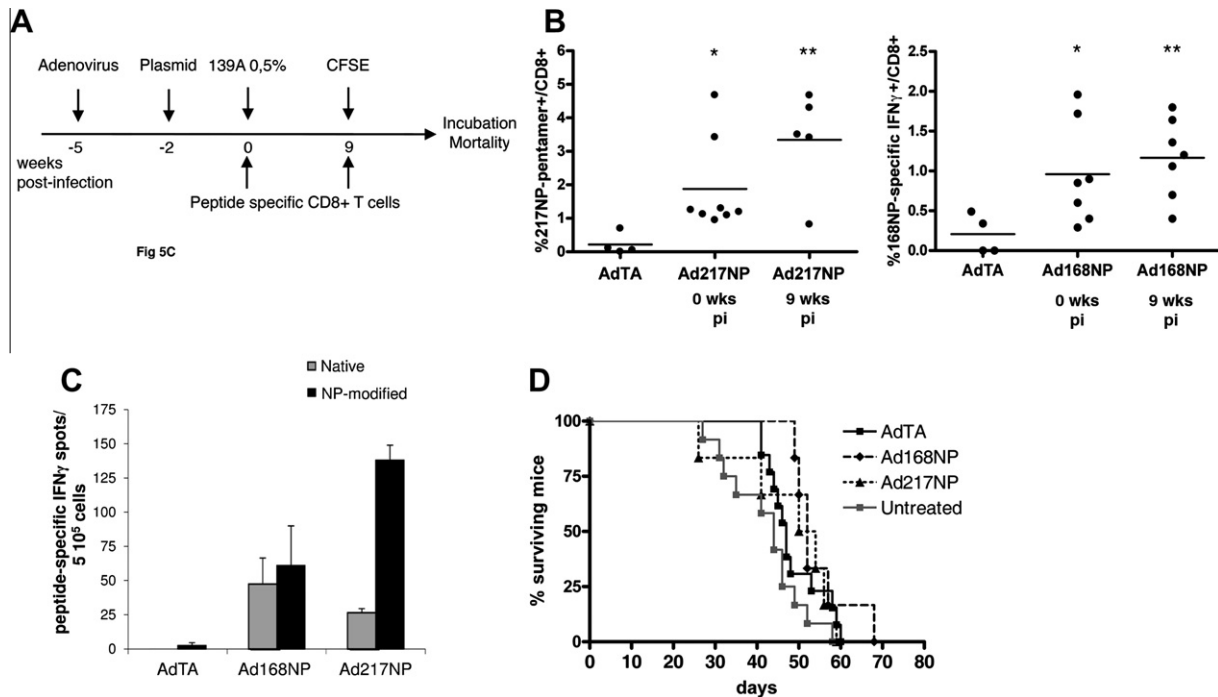 A
Adenovirus Plasmid 139A 0,5% CFSE
-5 -2 0 9
Incubation
Mortality
weeks
post-infection
Peptide specific CD8+ T cells
Fig 5C
B
%217NP-pentamer+/CD8+
6
5
4
3
2
1
0
* **
AdTA Ad217NP Ad217NP
0 wks 9 wks
pi pi
%168NP-specific IFNγ+/CD8+
2.5
2.0
1.5
1.0
0.5
0.0
* **
AdTA Ad168NP Ad168NP
0 wks 9 wks
pi pi
C
Native
NP-modified
peptide-specific IFNγ spots/
5 10⁵ cells
175
150
125
100
75
50
25
0
AdTA Ad168NP Ad217NP
D
% surviving mice
100
75
50
25
0
0 10 20 30 40 50 60 70 80
days
AdTA
Ad168NP
Ad217NP
Untreated